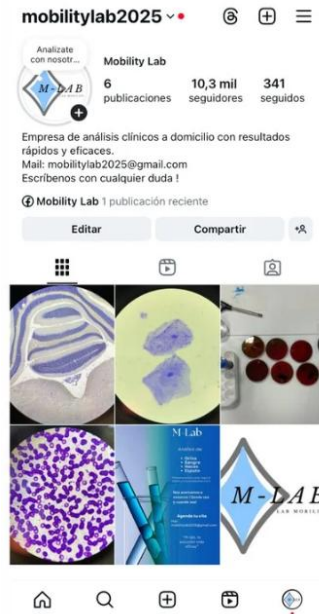 mobilitylab2025
Analizate
con nosotr...
M-LAB
Mobility Lab
6
publicaciones
10,3 mil
seguidores
341
seguidos
Empresa de análisis clínicos a domicilio con resultados
rápidos y eficaces.
Mail: mobilitylab2025@gmail.com
Escríbenos con cualquier duda !
Mobility Lab 1 publicación reciente
Editar
Compartir
M-Lab
M-LAB